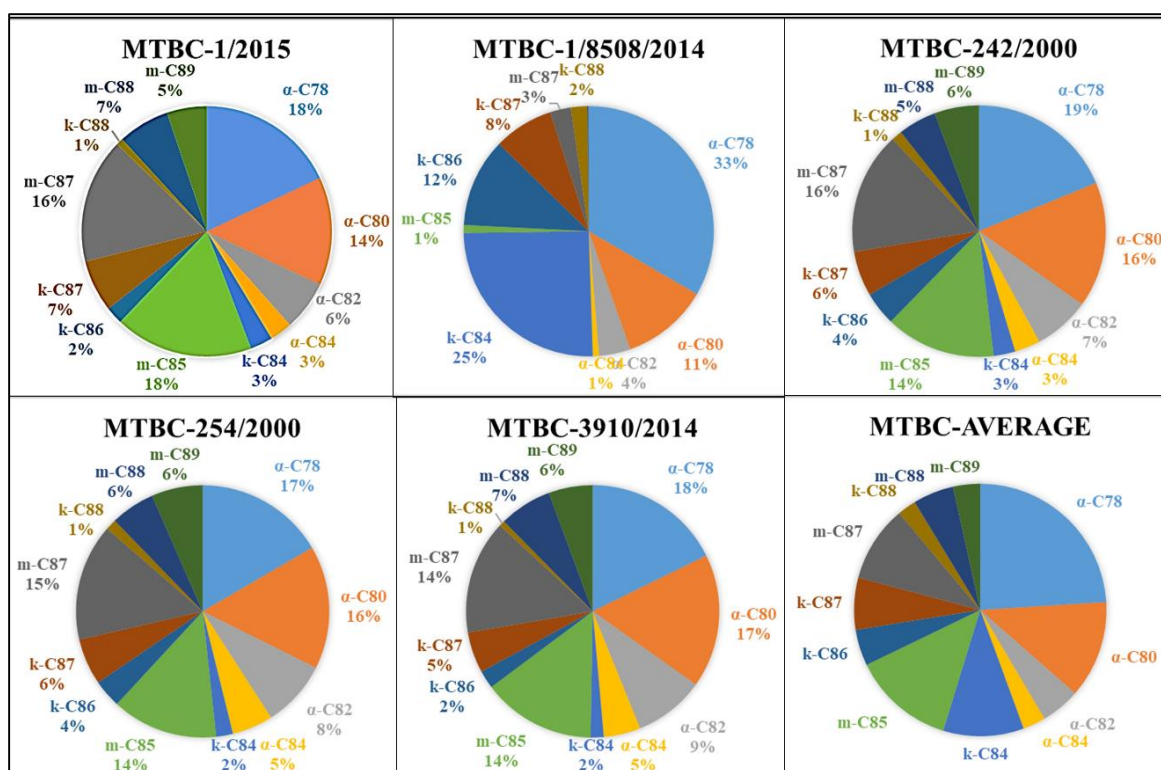 MTBC-1/2015
m-C89
5%
α-C78
18%
m-C88
7%
k-C88
1%
m-C87
16%
α-C80
14%
α-C82
6%
k-C87
7%
α-C84
3%
k-C86
2%
k-C84
3%
m-C85
18%
MTBC-1/8508/2014
k-C88
2%
m-C87
3%
k-C87
8%
α-C78
33%
k-C86
12%
m-C85
1%
k-C84
25%
α-C80
11%
α-C84
1%
α-C82
4%
MTBC-242/2000
m-C89
6%
α-C78
19%
m-C88
5%
k-C88
1%
m-C87
16%
α-C80
16%
k-C87
6%
α-C82
7%
k-C86
4%
α-C84
3%
k-C84
3%
m-C85
14%
MTBC-254/2000
m-C89
6%
m-C88
6%
α-C78
17%
k-C88
1%
m-C87
15%
α-C80
16%
k-C87
6%
k-C86
4%
α-C82
8%
m-C85
14%
k-C84
2%
α-C84
5%
MTBC-3910/2014
m-C89
6%
m-C88
7%
α-C78
18%
k-C88
1%
m-C87
14%
α-C80
17%
k-C87
5%
k-C86
2%
α-C82
9%
m-C85
14%
k-C84
2%
α-C84
5%
MTBC-AVERAGE
m-C89
m-C88
k-C88
α-C78
m-C87
k-C87
k-C86
α-C80
m-C85
α-C82
α-C84
k-C84